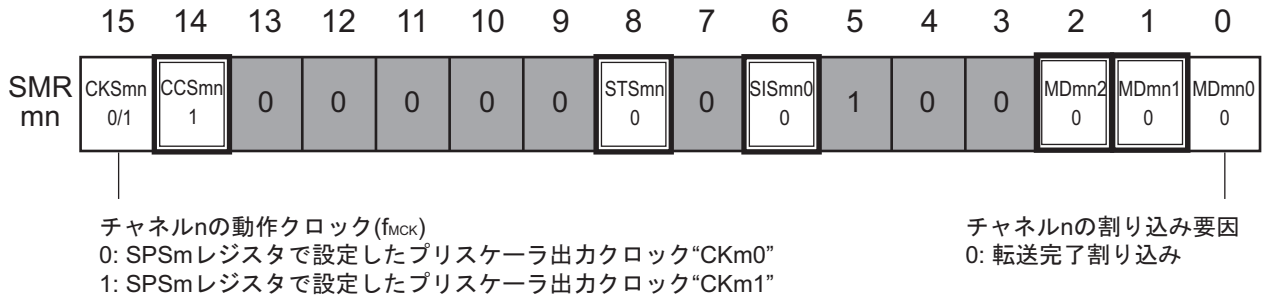 15 14 13 12 11 10 9 8 7 6 5 4 3 2 1 0
SMR
mn
CKSmn CCSmn STSmn SISmn0 MDmn2 MDmn1 MDmn0
0/1 1 0 0 0 0 0 0 0 0 1 0 0 0 0 0
チャネルnの動作クロック(fMCK)
0: SPSmレジスタで設定したプリスケーラ出力クロック“CKm0”
1: SPSmレジスタで設定したプリスケーラ出力クロック“CKm1”
チャネルnの割り込み要因
0: 転送完了割り込み